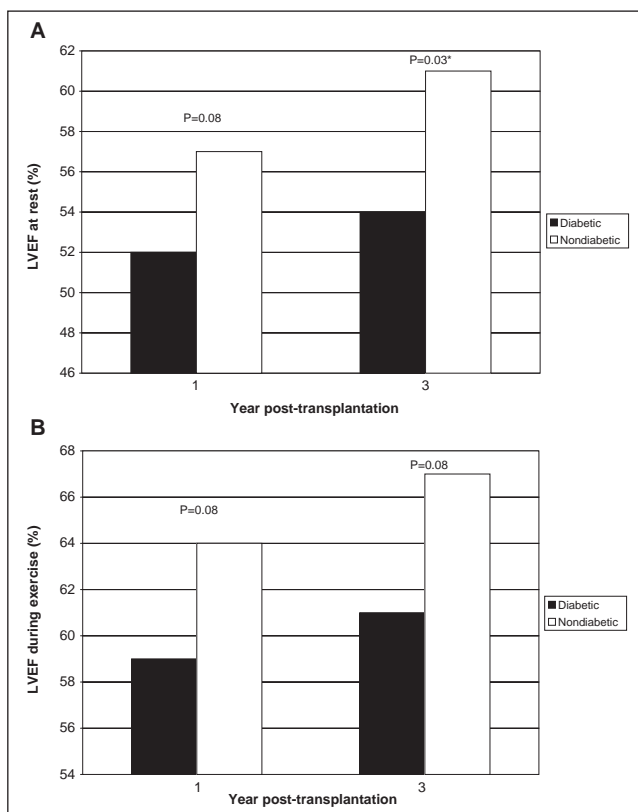 A
62
60
58
56
54
52
50
48
46
LVEF at rest (%)
P=0.08
P=0.03*
Diabetic
Nondiabetic
1
3
Year post-transplantation
B
68
66
64
62
60
58
56
54
LVEF during exercise (%)
P=0.08
P=0.08
Diabetic
Nondiabetic
1
3
Year post-transplantation